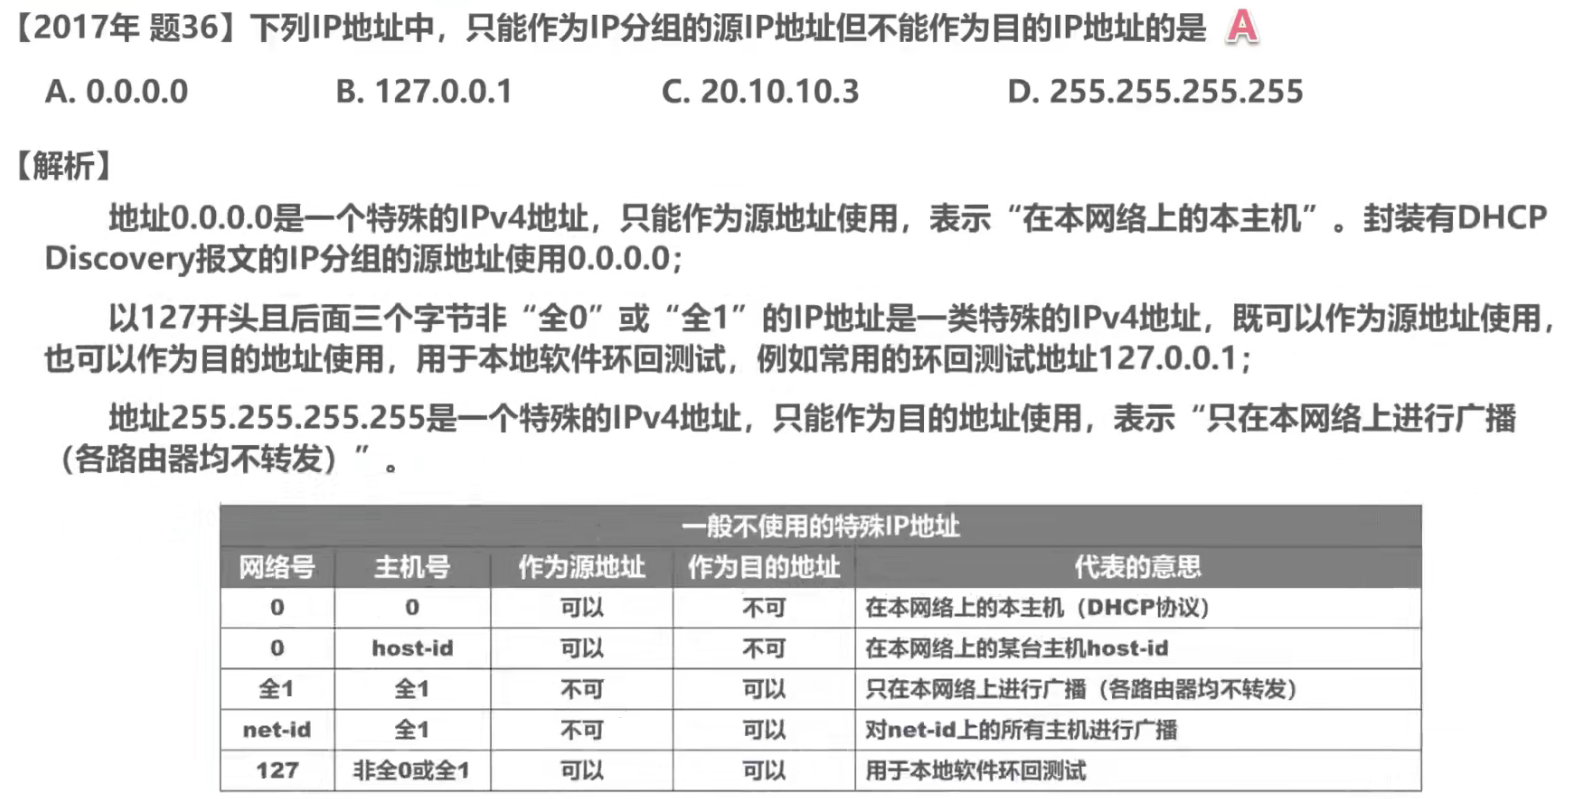 【2017年 题36】下列IP地址中，只能作为IP分组的源IP地址但不能作为目的IP地址的是 A
A. 0.0.0.0 B. 127.0.0.1 C. 20.10.10.3 D. 255.255.255.255
【解析】
地址0.0.0.0是一个特殊的IPv4地址，只能作为源地址使用，表示“在本网络上的本主机”。封装有DHCP
Discovery报文的IP分组的源地址使用0.0.0.0；
以127开头且后面三个字节非“全0”或“全1”的IP地址是一类特殊的IPv4地址，既可以作为源地址使用，
也可以作为目的地址使用，用于本地软件环回测试，例如常用的环回测试地址127.0.0.1；
地址255.255.255.255是一个特殊的IPv4地址，只能作为目的地址使用，表示“只在本网络上进行广播
（各路由器均不转发）”。
一般不使用的特殊IP地址
网络号 主机号 作为源地址 作为目的地址 代表的意思
0 0 可以 不可 在本网络上的本主机（DHCP协议）
0 host-id 可以 不可 在本网络上的某台主机host-id
全1 全1 不可 可以 只在本网络上进行广播（各路由器均不转发）
net-id 全1 不可 可以 对net-id上的所有主机进行广播
127 非全0或全1 可以 可以 用于本地软件环回测试